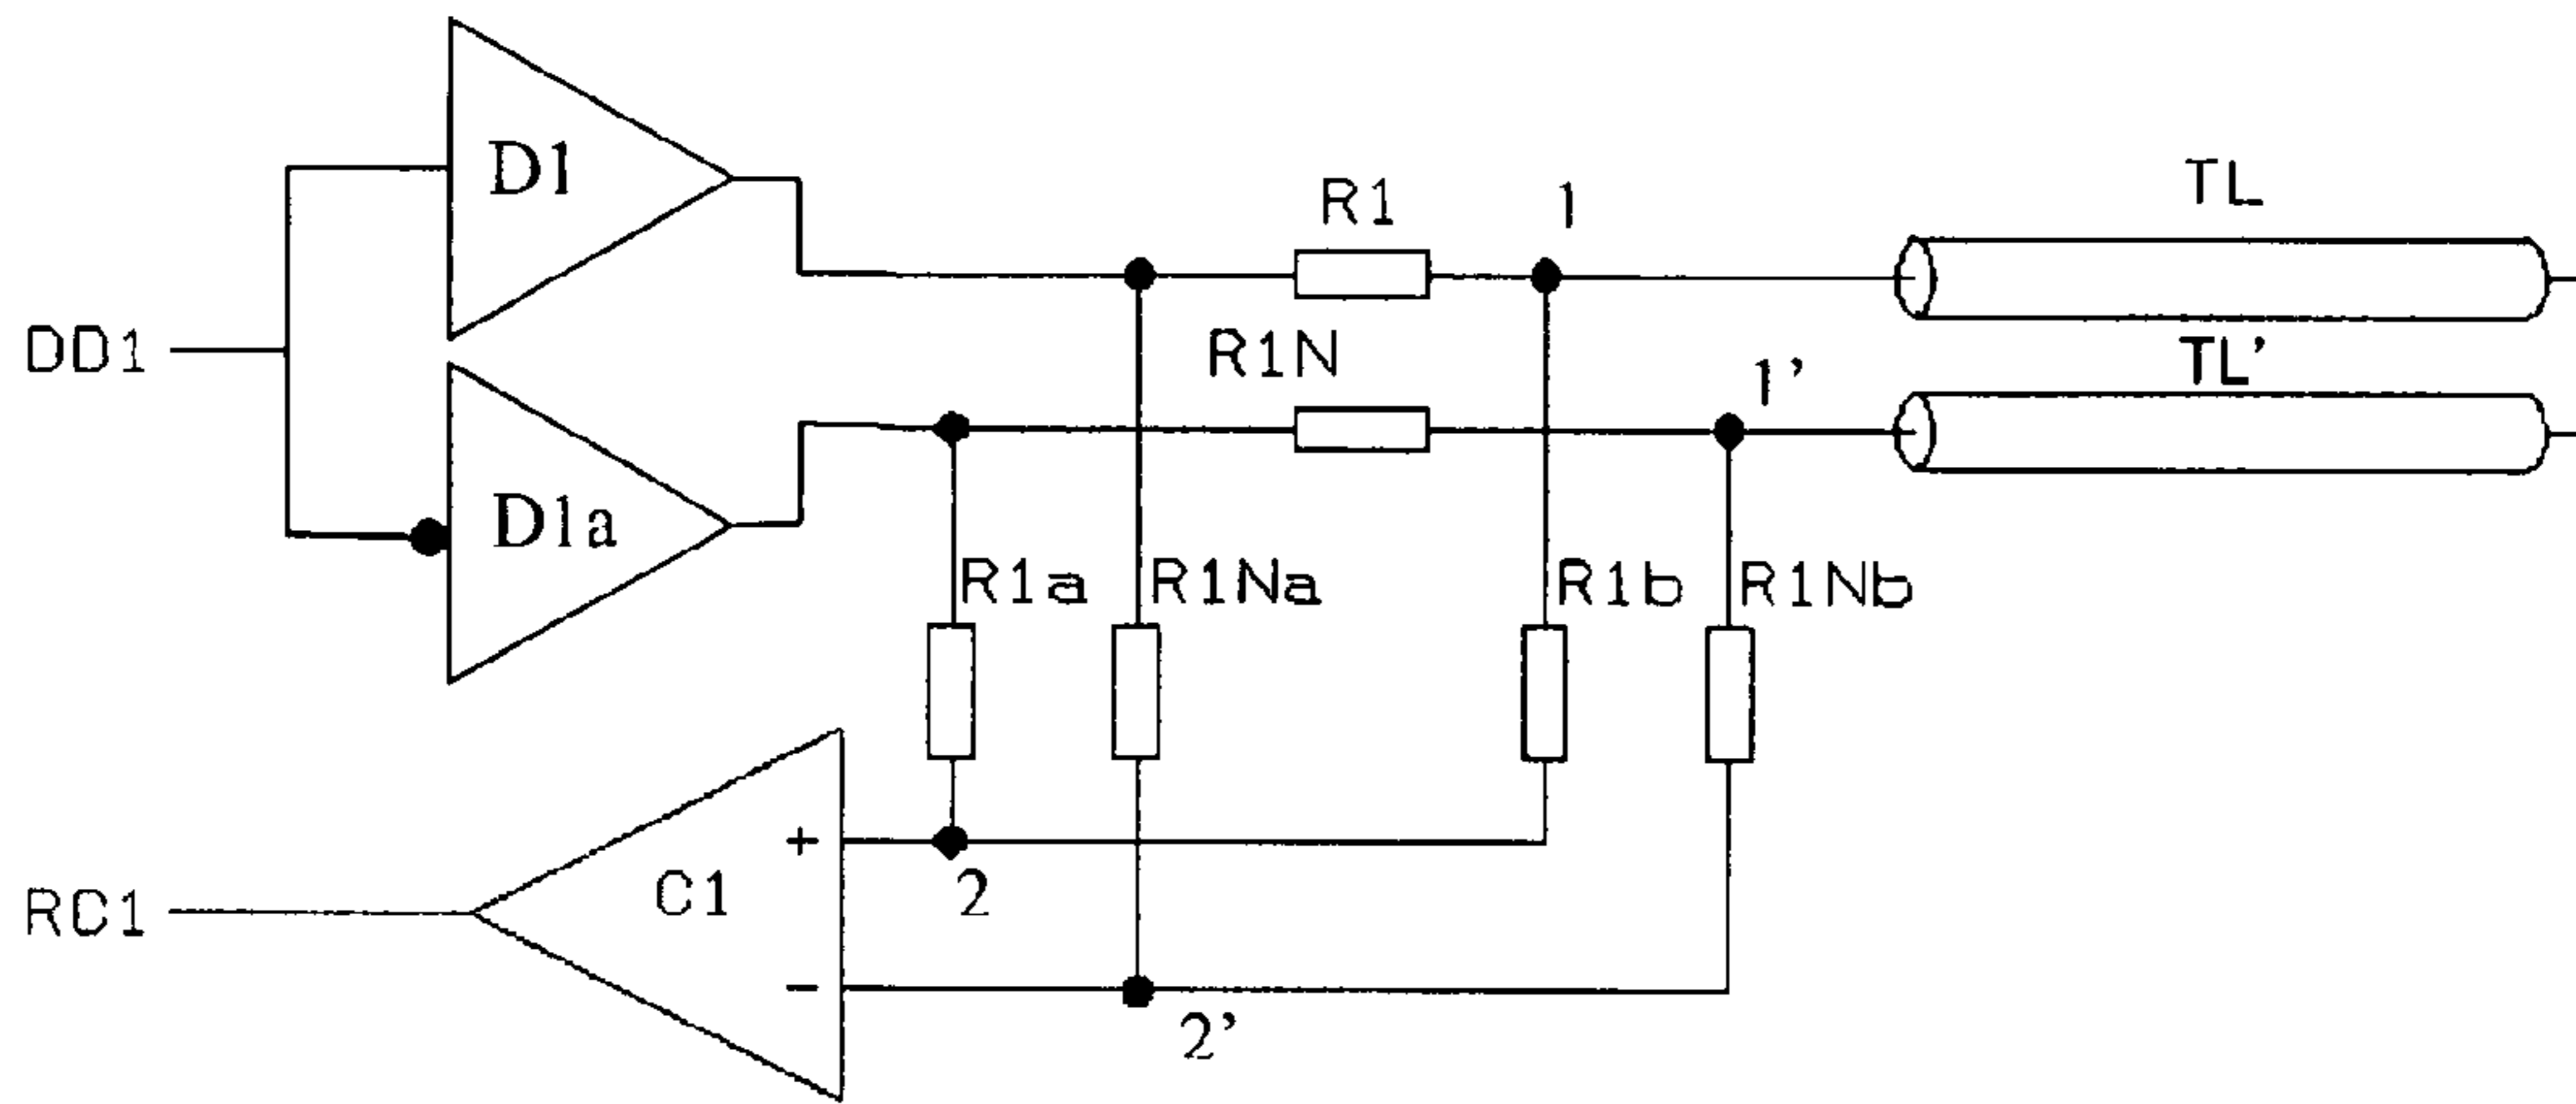 D1
R1
1
TL
DD1
R1N
1'
TL'
D1a
R1a
R1Na
R1b
R1Nb
+
C1
2
RC1
-
2'